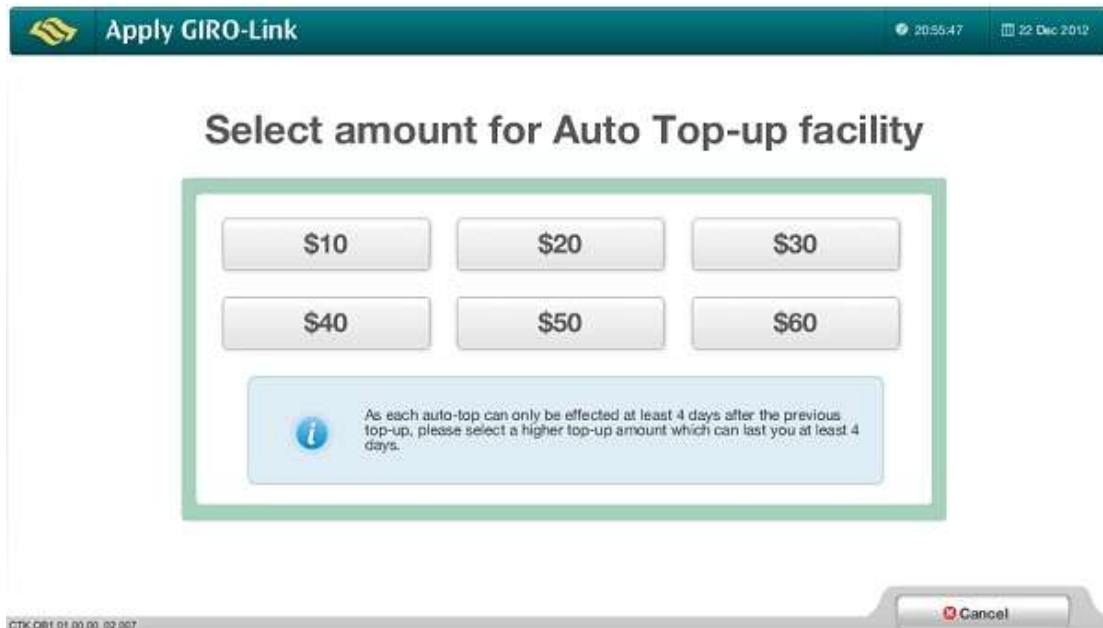 Apply GIRO-Link
20:55:47
22 Dec 2012
Select amount for Auto Top-up facility
$10
$20
$30
$40
$50
$60
As each auto-top can only be effected at least 4 days after the previous
top-up, please select a higher top-up amount which can last you at least 4
days.
Cancel